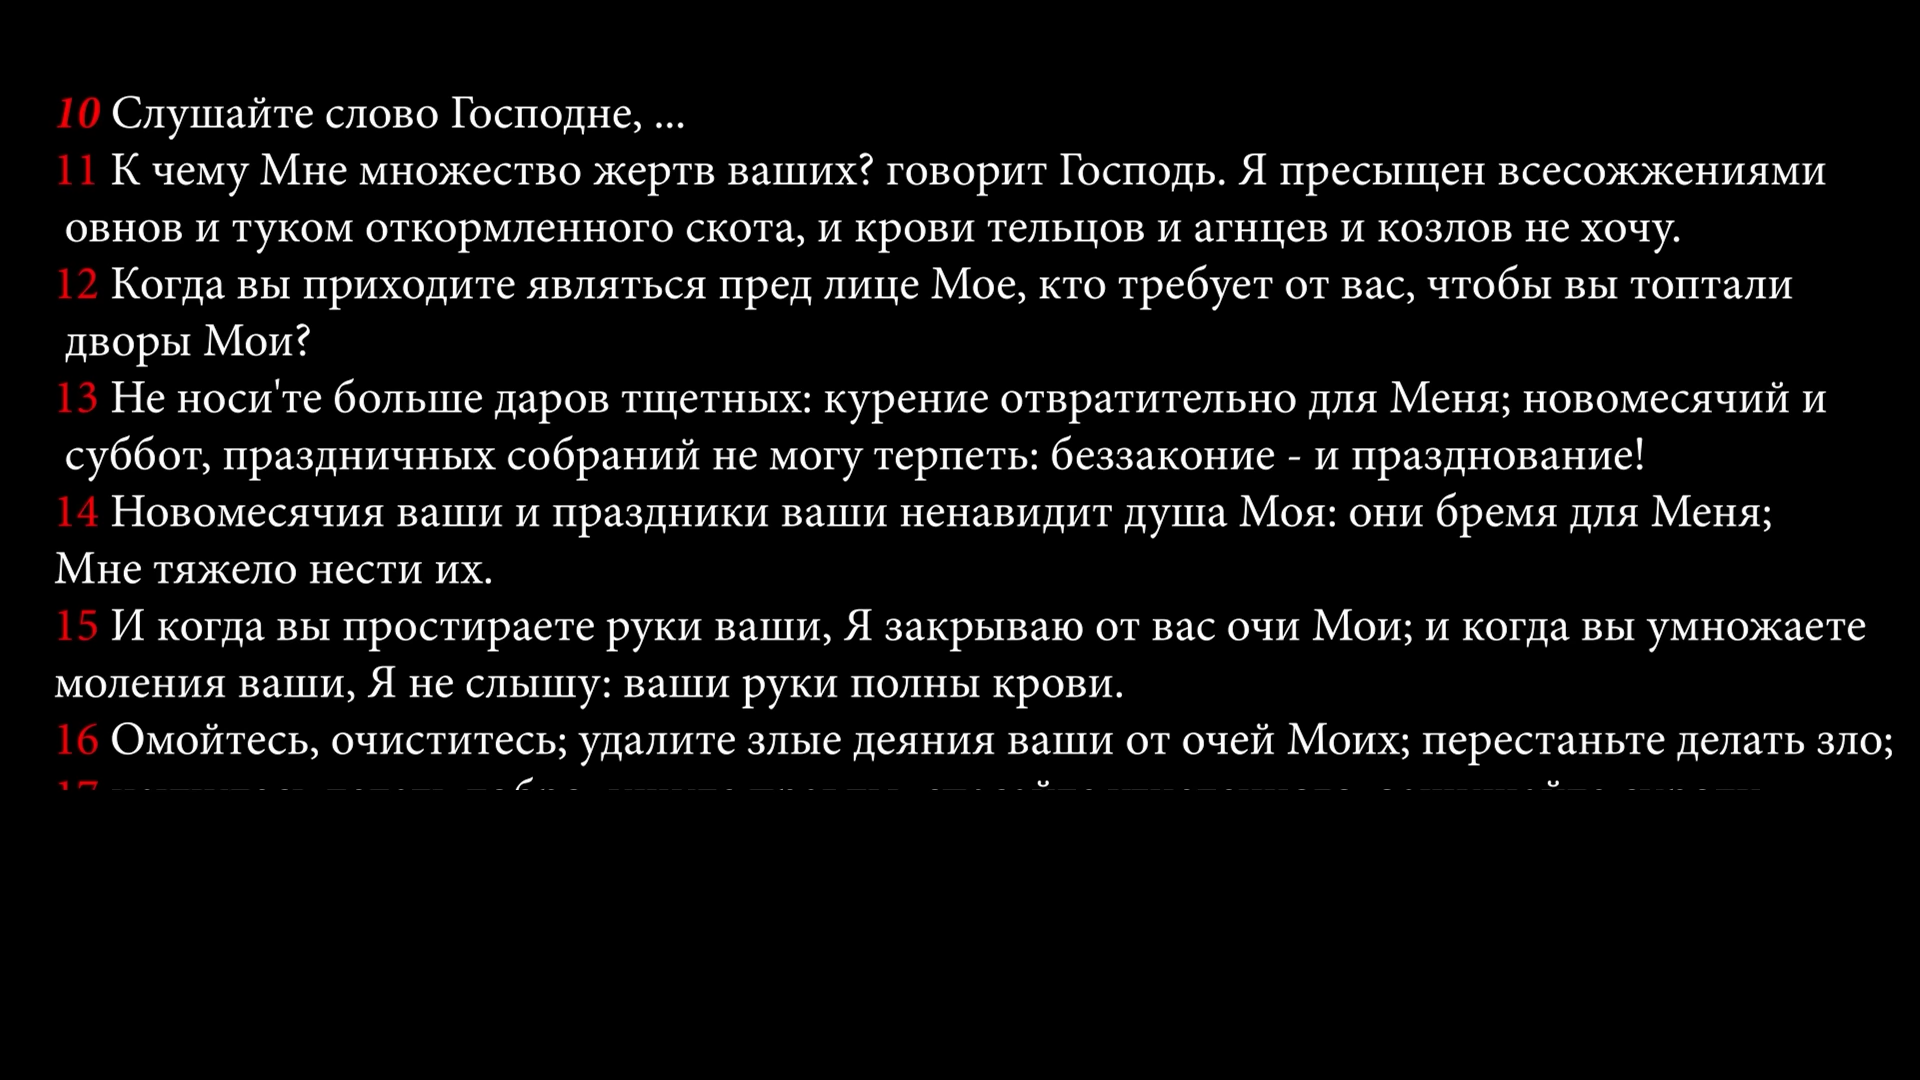 10 Слушайте слово Господне, ...
11 К чему Мне множество жертв ваших? говорит Господь. Я пресыщен всесожжениями
овнов и туком откормленного скота, и крови тельцов и агнцев и козлов не хочу.
12 Когда вы приходите являться пред лице Мое, кто требует от вас, чтобы вы топтали
дворы Мои?
13 Не носи'те больше даров тщетных: курение отвратительно для Меня; новомесячий и
суббот, праздничных собраний не могу терпеть: беззаконие - и празднование!
14 Новомесячия ваши и праздники ваши ненавидит душа Моя: они бремя для Меня;
Мне тяжело нести их.
15 И когда вы простираете руки ваши, Я закрываю от вас очи Мои; и когда вы умножаете
моления ваши, Я не слышу: ваши руки полны крови.
16 Омойтесь, очиститесь; удалите злые деяния ваши от очей Моих; перестаньте делать зло;
17